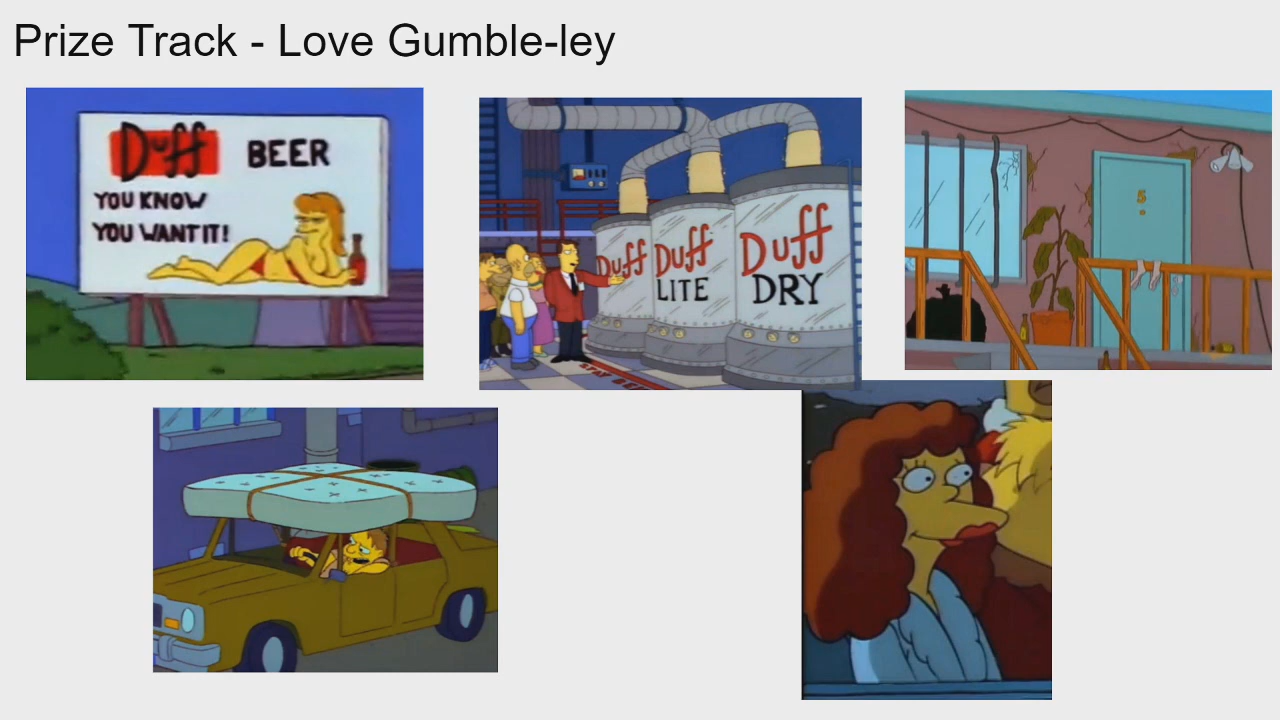 Prize Track - Love Gumble-ley
Duff BEER
YOU KNOW
YOU WANT IT!
Duff
Duff
LITE
Duff
DRY
5